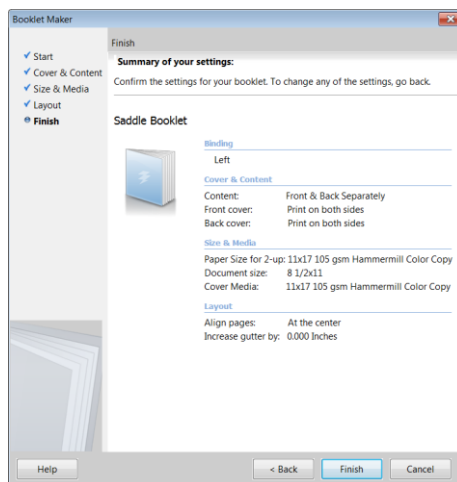 Booklet Maker
Start
Cover & Content
Size & Media
Layout
Finish
Finish
Summary of your settings:
Confirm the settings for your booklet. To change any of the settings, go back.
Saddle Booklet
Binding
Left
Cover & Content
Content: Front & Back Separately
Front cover: Print on both sides
Back cover: Print on both sides
Size & Media
Paper Size for 2-up: 11x17 105 gsm Hammermill Color Copy
Document size: 8 1/2x11
Cover Media: 11x17 105 gsm Hammermill Color Copy
Layout
Align pages: At the center
Increase gutter by: 0.000 Inches
Help
< Back
Finish
Cancel